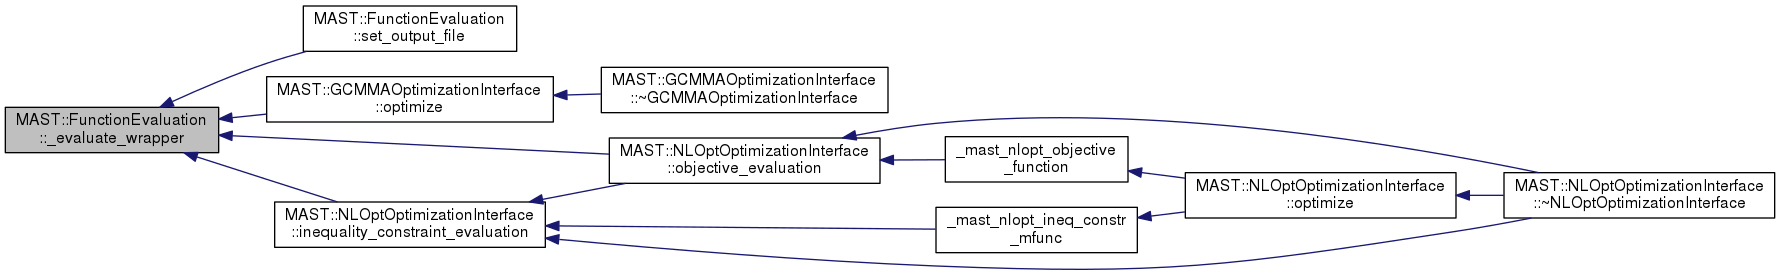 MAST::FunctionEvaluation
::set_output_file
MAST::GCMMAOptimizationInterface
::optimize
MAST::GCMMAOptimizationInterface
::~GCMMAOptimizationInterface
MAST::FunctionEvaluation
::_evaluate_wrapper
MAST::NLOptOptimizationInterface
::objective_evaluation
_mast_nlopt_objective
_function
MAST::NLOptOptimizationInterface
::optimize
MAST::NLOptOptimizationInterface
::~NLOptOptimizationInterface
MAST::NLOptOptimizationInterface
::inequality_constraint_evaluation
_mast_nlopt_ineq_constr
_mfunc